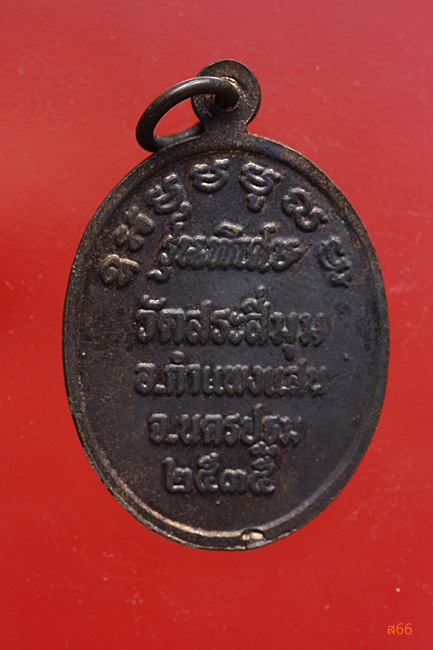 รุ่นพิเศษ
วัดสระสี่มุม
อ.กำแพงแสน
จ.นครปฐม
๒๕๓๕
ส66